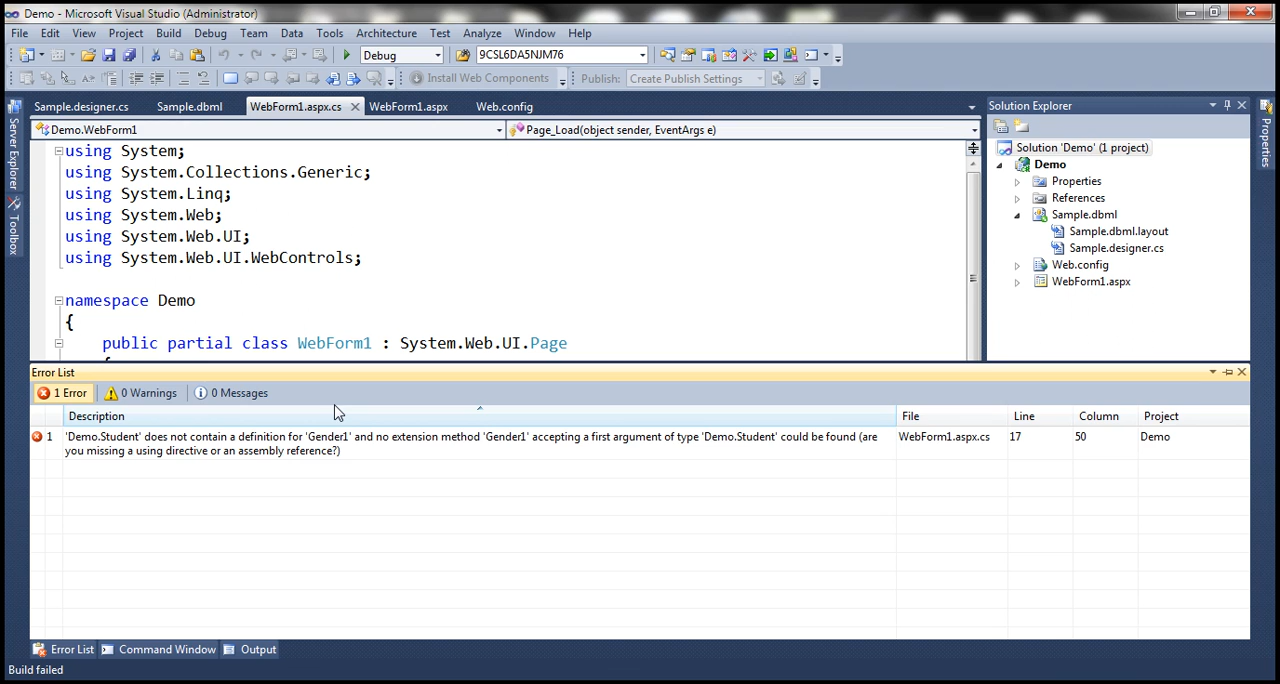 Demo - Microsoft Visual Studio (Administrator)
File Edit View Project Build Debug Team Data Tools Architecture Test Analyze Window Help
Debug 9CSL6DA5NJM76
Install Web Components Publish: Create Publish Settings
Sample.designer.cs Sample.dbml WebForm1.aspx.cs WebForm1.aspx Web.config
Demo.WebForm1 Page_Load(object sender, EventArgs e)
using System;
using System.Collections.Generic;
using System.Linq;
using System.Web;
using System.Web.UI;
using System.Web.UI.WebControls;
namespace Demo
{
public partial class WebForm1 : System.Web.UI.Page
Server Explorer
Toolbox
Solution Explorer
Solution 'Demo' (1 project)
Demo
Properties
References
Sample.dbml
Sample.dbml.layout
Sample.designer.cs
Web.config
WebForm1.aspx
Properties
Error List
1 Error 0 Warnings 0 Messages
Description File Line Column Project
1 'Demo.Student' does not contain a definition for 'Gender1' and no extension method 'Gender1' accepting a first argument of type 'Demo.Student' could be found (are WebForm1.aspx.cs 17 50 Demo
you missing a using directive or an assembly reference?)
Error List Command Window Output
Build failed